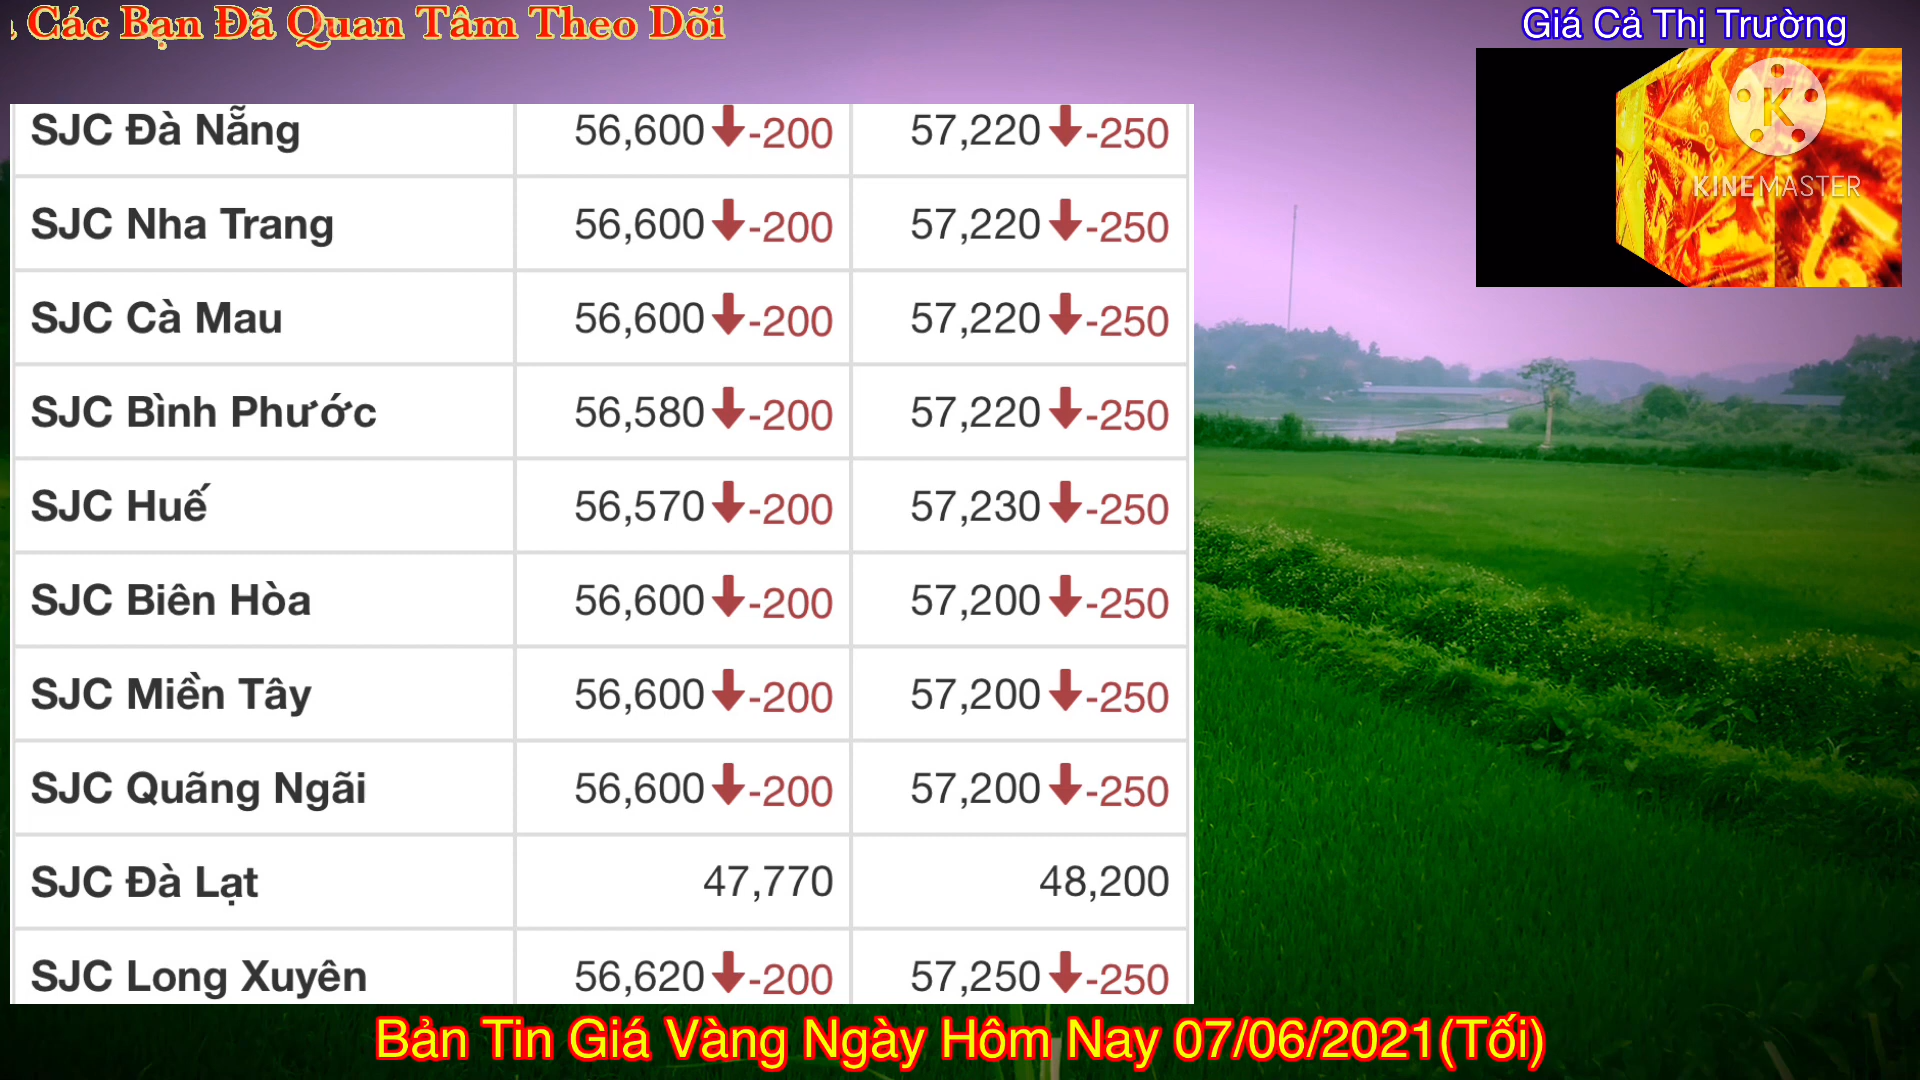 Các Bạn Đã Quan Tâm Theo Dõi
Giá Cả Thị Trường
KINEMASTER
SJC Đà Nẵng 56,600 -200 57,220 -250
SJC Nha Trang 56,600 -200 57,220 -250
SJC Cà Mau 56,600 -200 57,220 -250
SJC Bình Phước 56,580 -200 57,220 -250
SJC Huế 56,570 -200 57,230 -250
SJC Biên Hòa 56,600 -200 57,200 -250
SJC Miền Tây 56,600 -200 57,200 -250
SJC Quãng Ngãi 56,600 -200 57,200 -250
SJC Đà Lạt 47,770 48,200
SJC Long Xuyên 56,620 -200 57,250 -250
Bản Tin Giá Vàng Ngày Hôm Nay 07/06/2021(Tối)